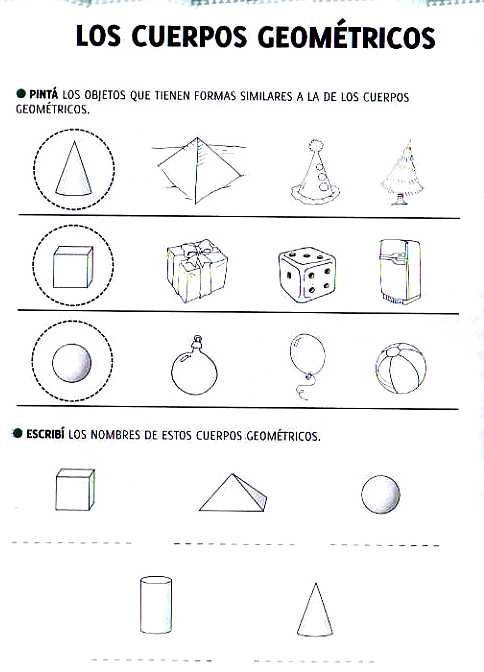 LOS CUERPOS GEOMÉTRICOS
PINTÁ LOS OBJETOS QUE TIENEN FORMAS SIMILARES A LA DE LOS CUERPOS
GEOMÉTRICOS.
ESCRIBÍ LOS NOMBRES DE ESTOS CUERPOS GEOMÉTRICOS.